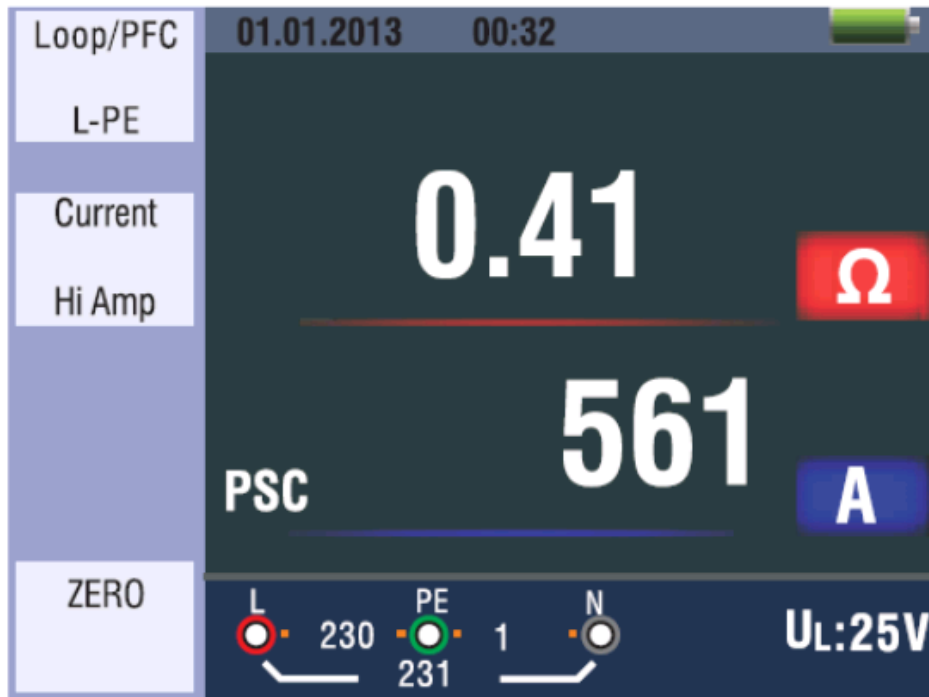 Loop/PFC
L-PE
01.01.2013 00:32
Current
Hi Amp
0.41 Ω
561
PSC A
ZERO
L PE N
230 1
231
UL:25V